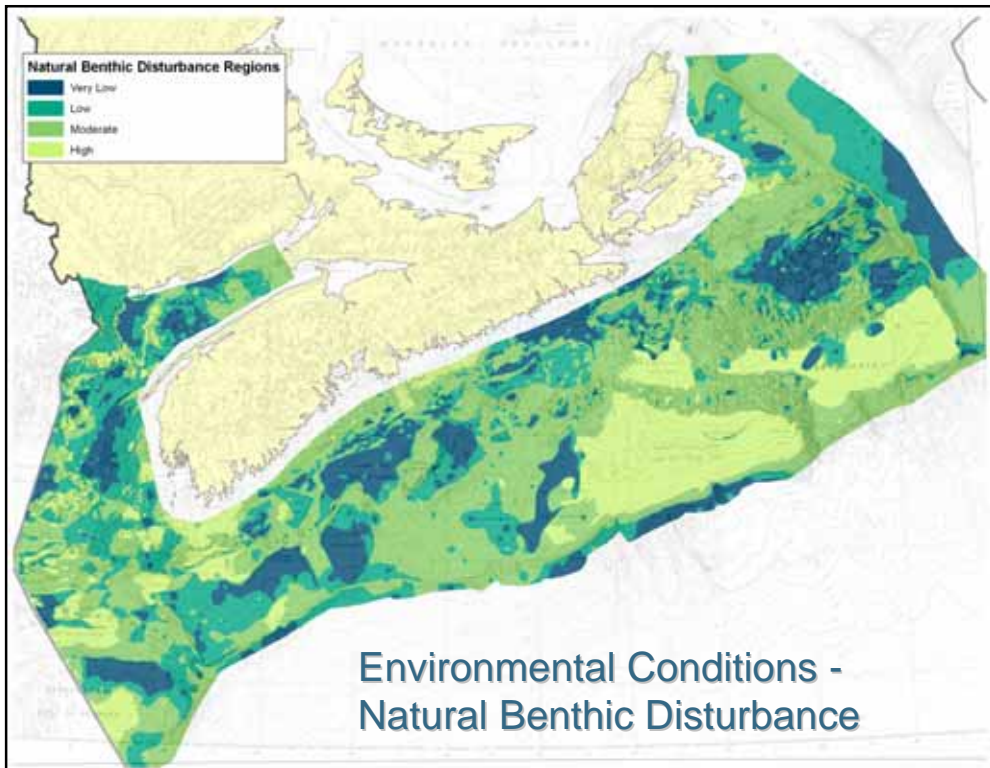 Natural Benthic Disturbance Regions
Very Low
Low
Moderate
High
Environmental Conditions -
Natural Benthic Disturbance